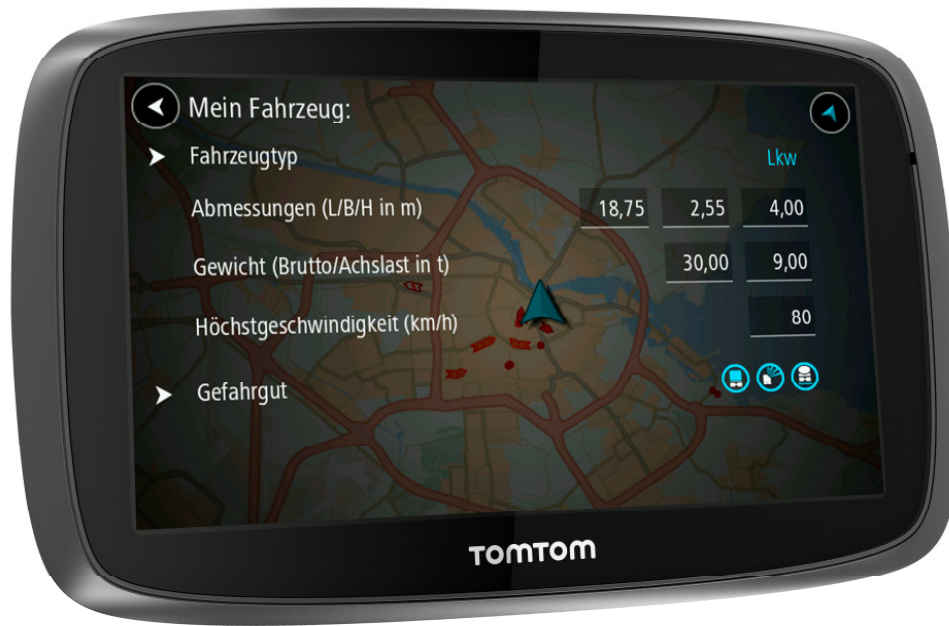 Mein Fahrzeug:
Fahrzeugtyp Lkw
Abmessungen (L/B/H in m) 18,75 2,55 4,00
Gewicht (Brutto/Achslast in t) 30,00 9,00
Höchstgeschwindigkeit (km/h) 80
Gefahrgut
TOMTOM